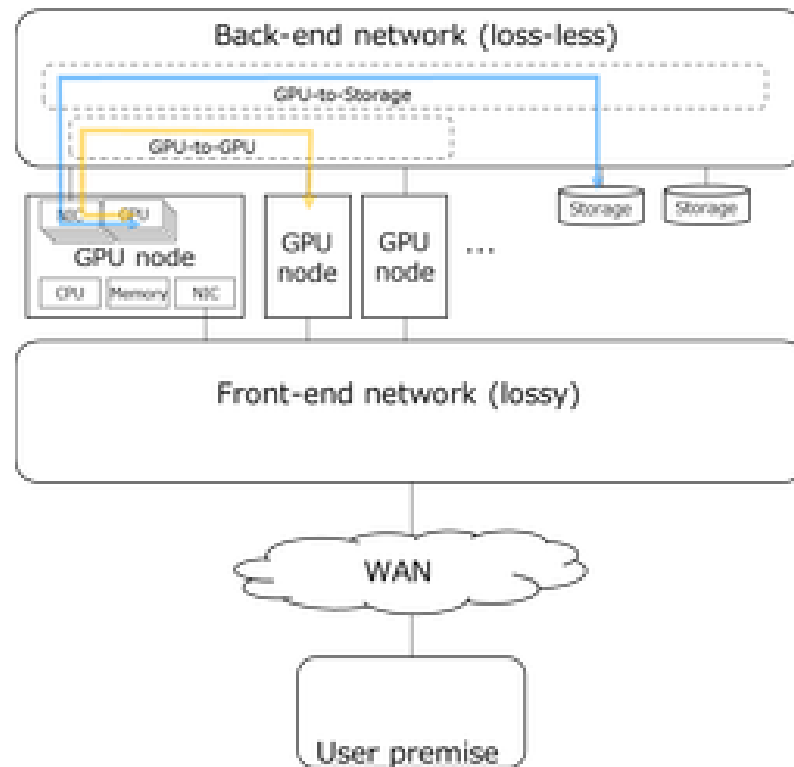 Back-end network (loss-less)
GPU-to-Storage
GPU-to-GPU
NIC GPU
GPU node
CPU Memory NIC
GPU
node
GPU
node
...
Storage
Storage
Front-end network (lossy)
WAN
User premise